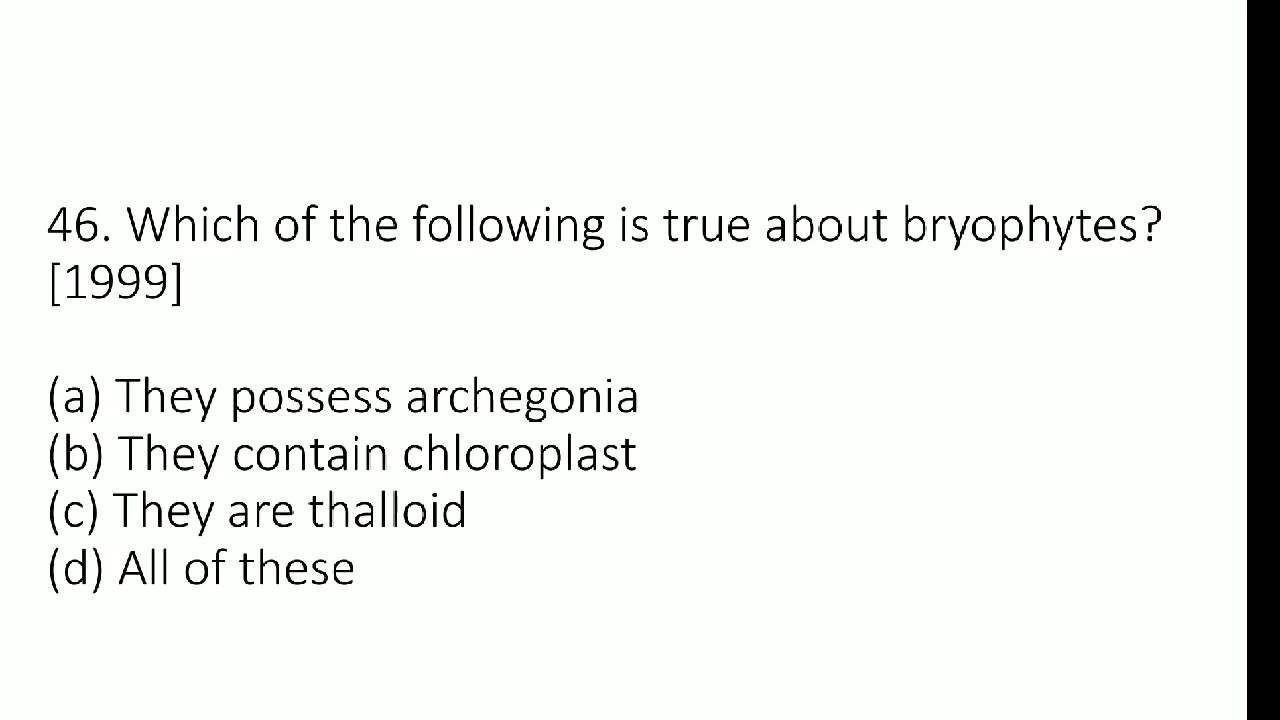 46. Which of the following is true about bryophytes?
[1999]
(a) They possess archegonia
(b) They contain chloroplast
(c) They are thalloid
(d) All of these